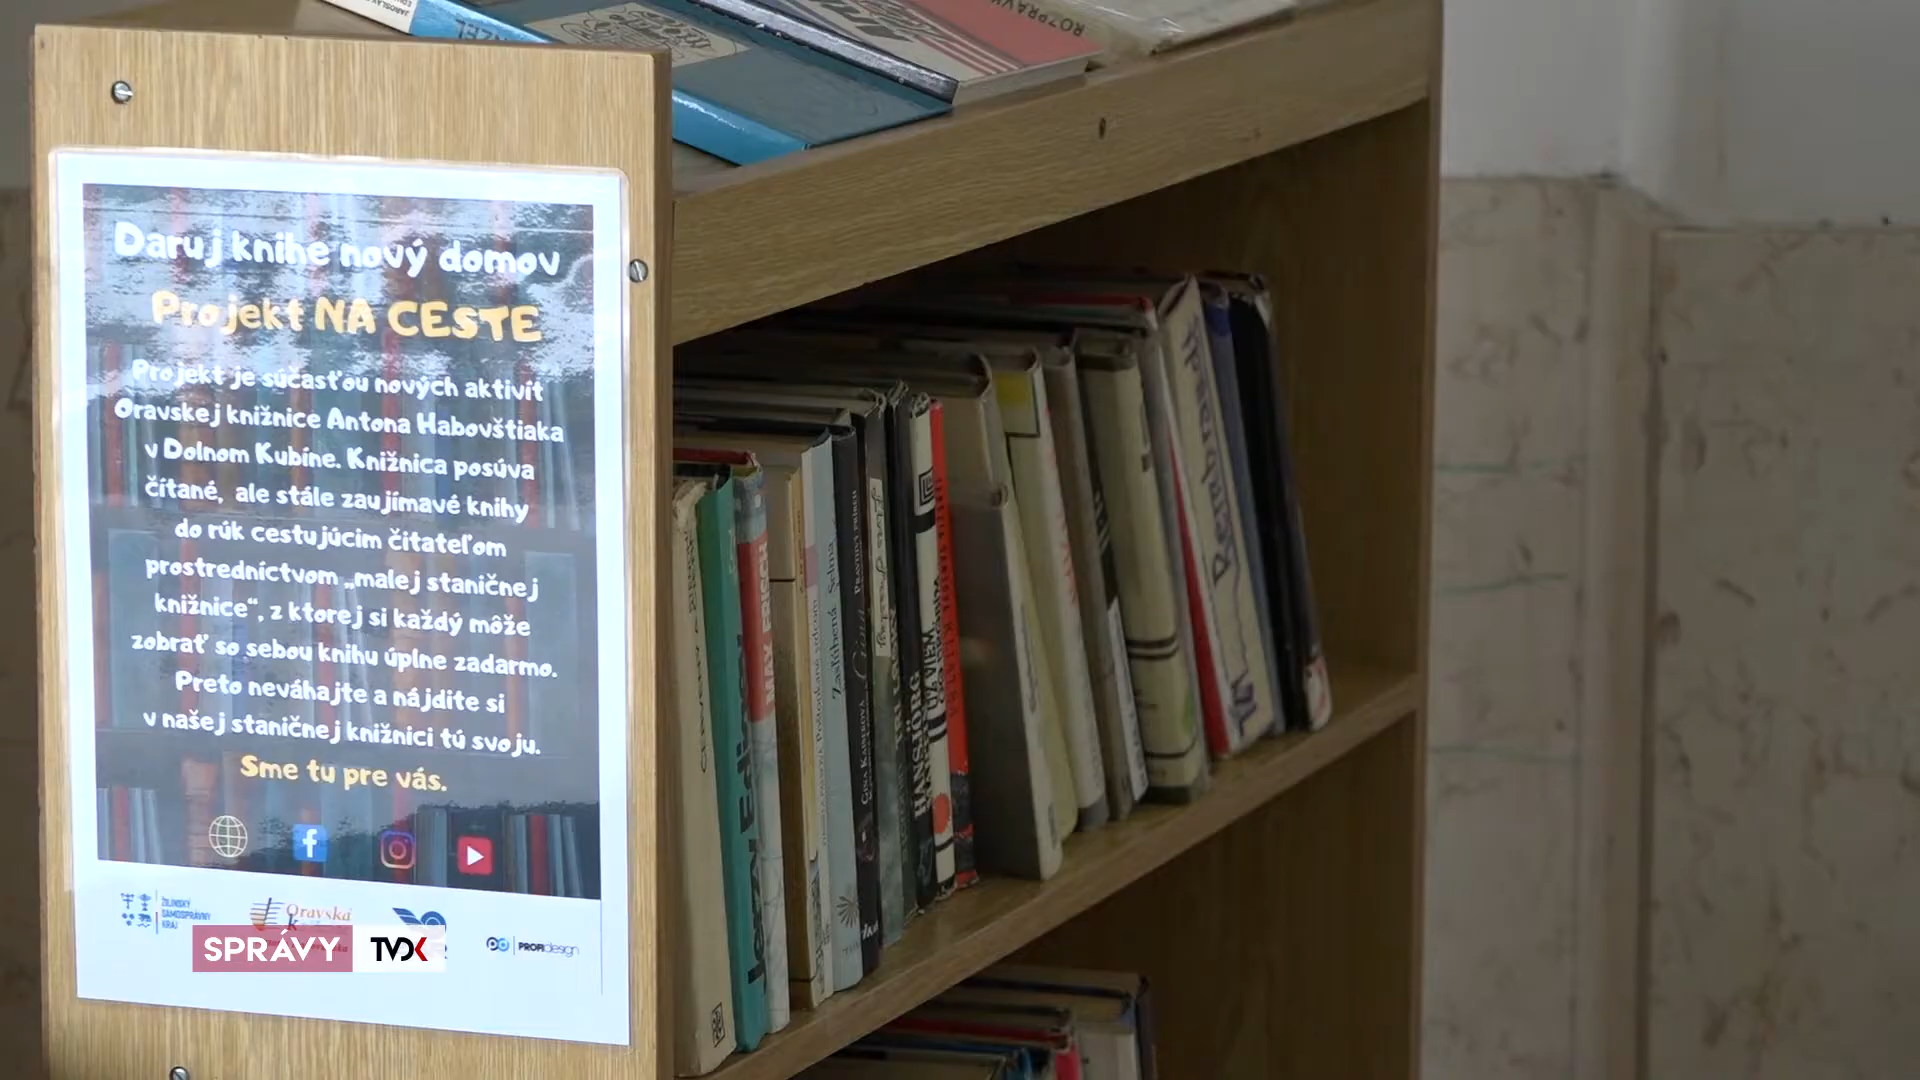 Daruj knihe nový domov
Projekt NA CESTE
Projekt je súčasťou nových aktivít
Oravskej knižnice Antona Habovštiaka
v Dolnom Kubíne. Knižnica posúva
čítané, ale stále zaujímavé knihy
do rúk cestujúcim čitateľom
prostredníctvom „malej staničnej
knižnice“, z ktorej si každý môže
zobrať so sebou knihu úplne zadarmo.
Preto neváhajte a nájdite si
v našej staničnej knižnici tú svoju.
Sme tu pre vás.
ŽILINSKÝ
SAMOSPRÁVNY
KRAJ
Oravská
PROFIdesign
SPRÁVY TVDK
Rembrandt
MAX FRISCH
HANSJÖRG
Zasľúbená
ROZPRÁVK